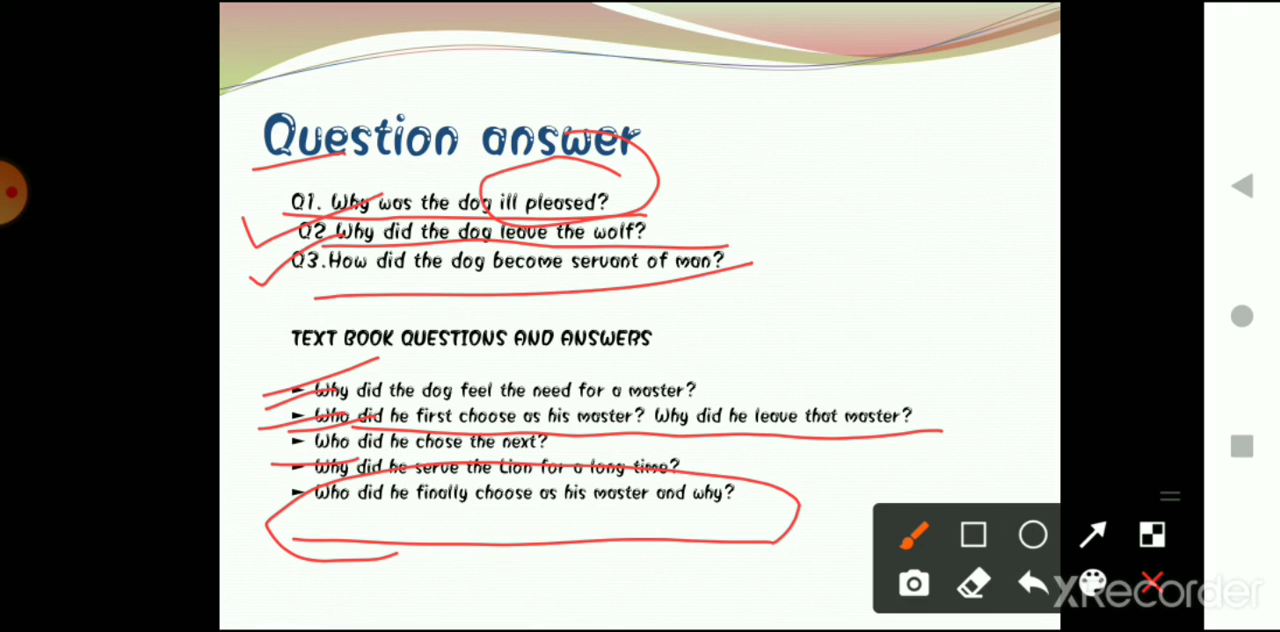 Question answer
Q1. Why was the dog ill pleased?
Q2 Why did the dog leave the wolf?
Q3.How did the dog become servant of man?
TEXT BOOK QUESTIONS AND ANSWERS
► Why did the dog feel the need for a master?
► Who did he first choose as his master? Why did he leave that master?
► Who did he chose the next?
► Why did he serve the Lion for a long time?
► Who did he finally choose as his master and why?
XRecorder